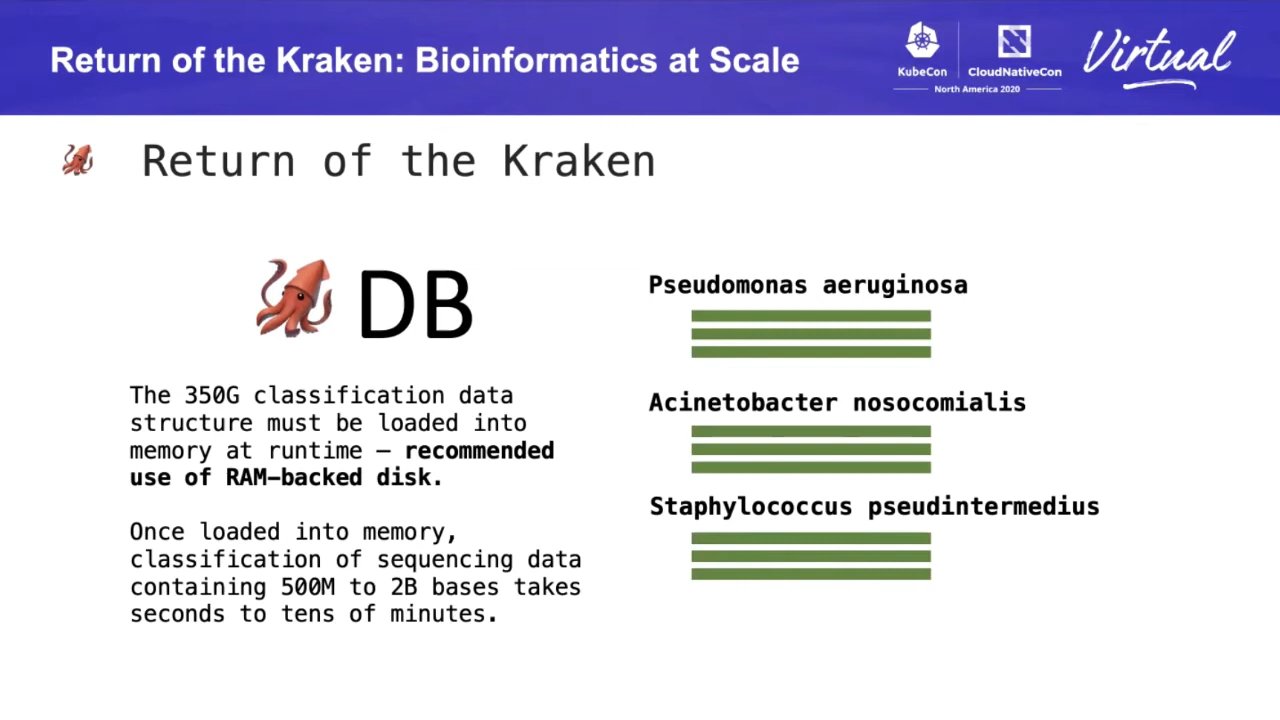 Return of the Kraken: Bioinformatics at Scale
KubeCon
CloudNativeCon
North America 2020
Virtual
Return of the Kraken
DB
The 350G classification data
structure must be loaded into
memory at runtime – recommended
use of RAM–backed disk.
Once loaded into memory,
classification of sequencing data
containing 500M to 2B bases takes
seconds to tens of minutes.
Pseudomonas aeruginosa
Acinetobacter nosocomialis
Staphylococcus pseudintermedius